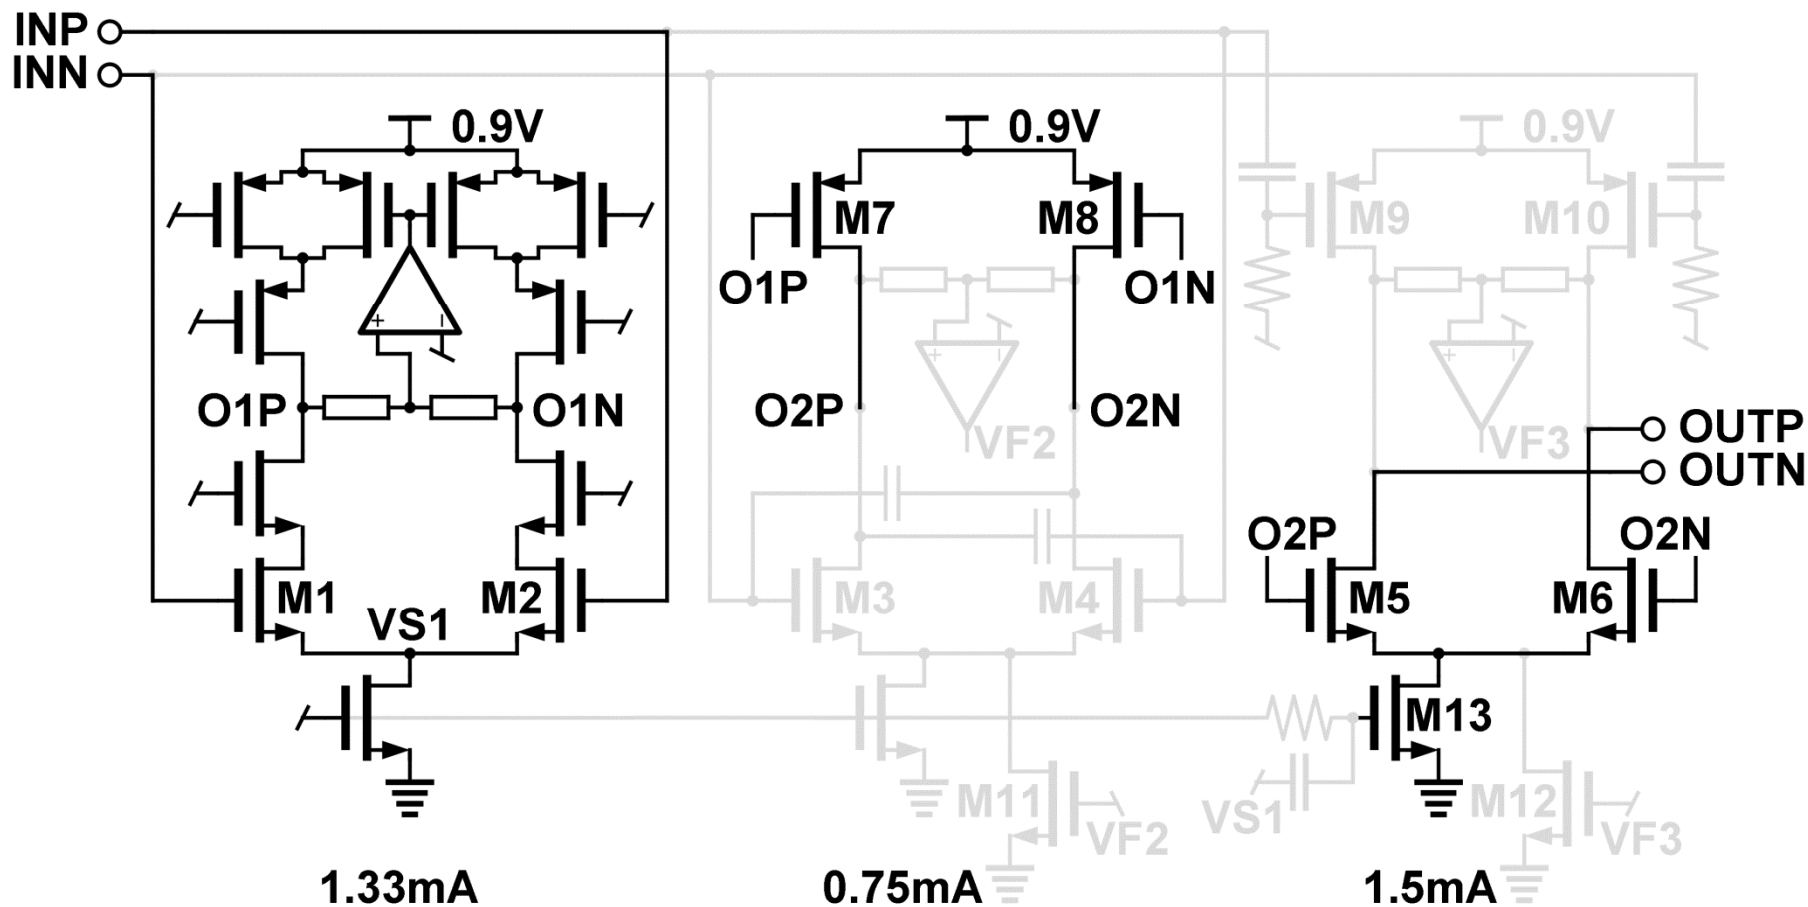 INP
INN
0.9V
0.9V
0.9V
M7
M8
M9
M10
O1P
O1N
+
−
+
−
+
−
O1P
O1N
O2P
O2N
VF2
VF3
OUTP
OUTN
O2P
O2N
M1
M2
VS1
M3
M4
M5
M6
M13
M11
VF2
VS1
M12
VF3
1.33mA
0.75mA
1.5mA